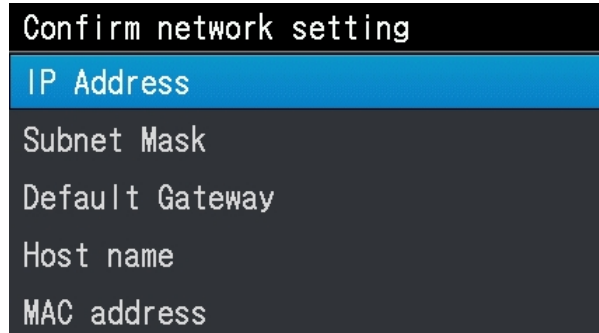 Confirm network setting
IP Address
Subnet Mask
Default Gateway
Host name
MAC address